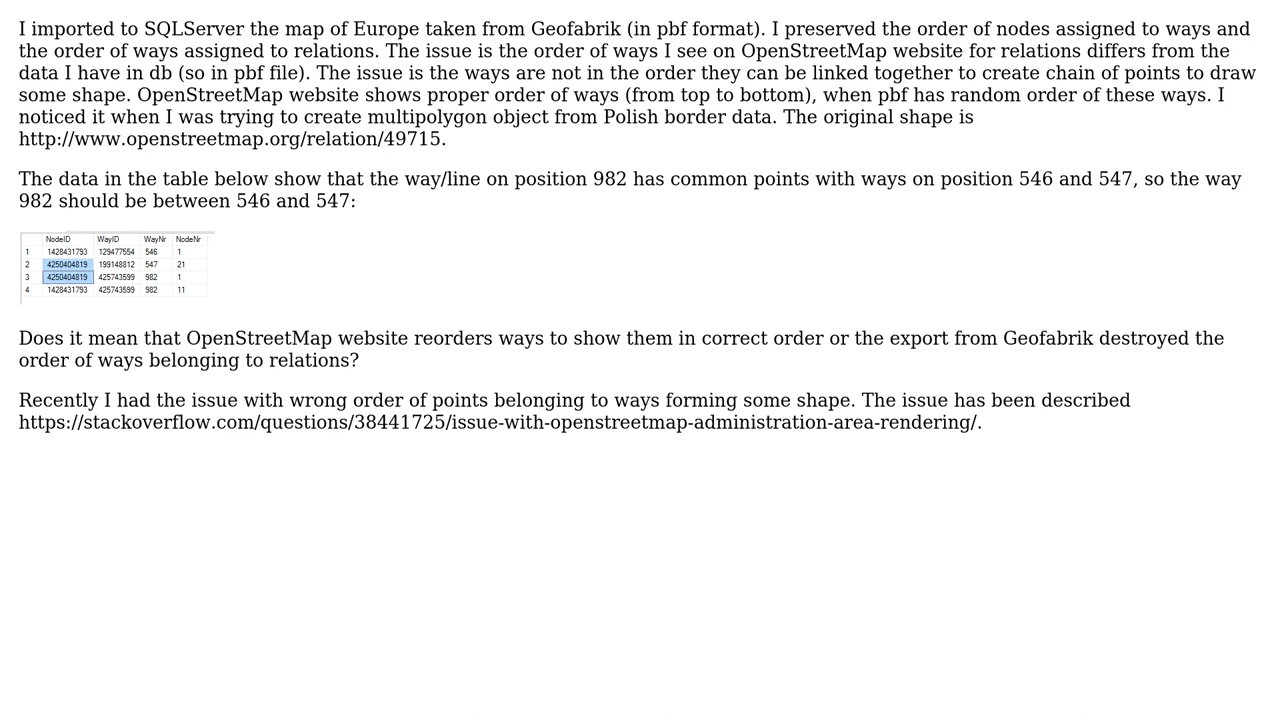 I imported to SQLServer the map of Europe taken from Geofabrik (in pbf format). I preserved the order of nodes assigned to ways and
the order of ways assigned to relations. The issue is the order of ways I see on OpenStreetMap website for relations differs from the
data I have in db (so in pbf file). The issue is the ways are not in the order they can be linked together to create chain of points to draw
some shape. OpenStreetMap website shows proper order of ways (from top to bottom), when pbf has random order of these ways. I
noticed it when I was trying to create multipolygon object from Polish border data. The original shape is
http://www.openstreetmap.org/relation/49715.
The data in the table below show that the way/line on position 982 has common points with ways on position 546 and 547, so the way
982 should be between 546 and 547:
NodeID WayID WayNr NodeNr
1 1428431793 129477554 546 1
2 4250404819 199148812 547 21
3 4250404819 425743599 982 1
4 1428431793 425743599 982 11
Does it mean that OpenStreetMap website reorders ways to show them in correct order or the export from Geofabrik destroyed the
order of ways belonging to relations?
Recently I had the issue with wrong order of points belonging to ways forming some shape. The issue has been described
https://stackoverflow.com/questions/38441725/issue-with-openstreetmap-administration-area-rendering/.